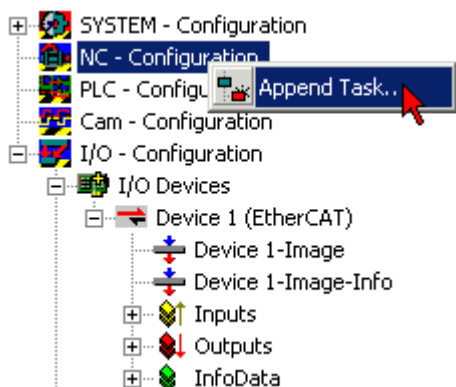 SYSTEM - Configuration
NC - Configuration
PLC - Configu
Append Task..
Cam - Configuration
I/O - Configuration
I/O Devices
Device 1 (EtherCAT)
Device 1-Image
Device 1-Image-Info
Inputs
Outputs
InfoData